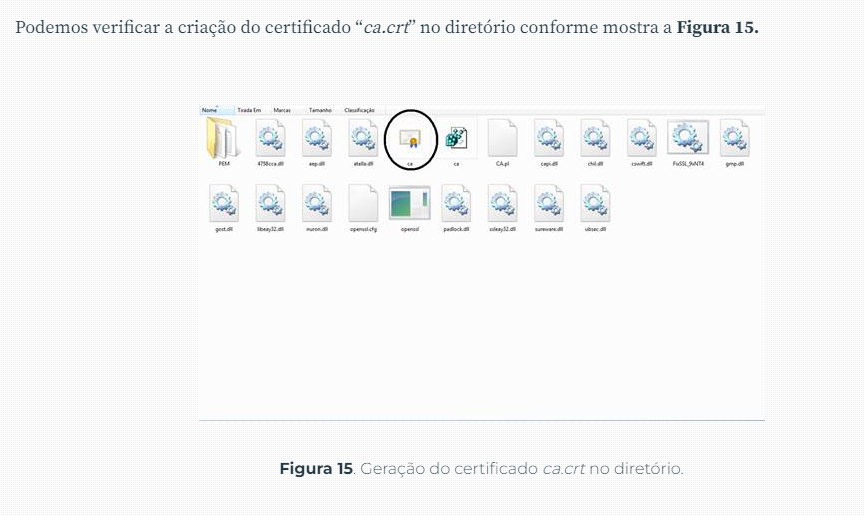 Podemos verificar a criação do certificado “ca.crt” no diretório conforme mostra a Figura 15.
Nome Tirada Em Marcas Tamanho Classificação
PEM 4758cca.dll aep.dll atalla.dll ca ca CA.pl capi.dll chil.dll cswift.dll FixSSL_9xNT4 gmp.dll
gost.dll libeay32.dll nuron.dll openssl.cfg openssl padlock.dll ssleay32.dll sureware.dll ubsec.dll
Figura 15. Geração do certificado ca.crt no diretório.